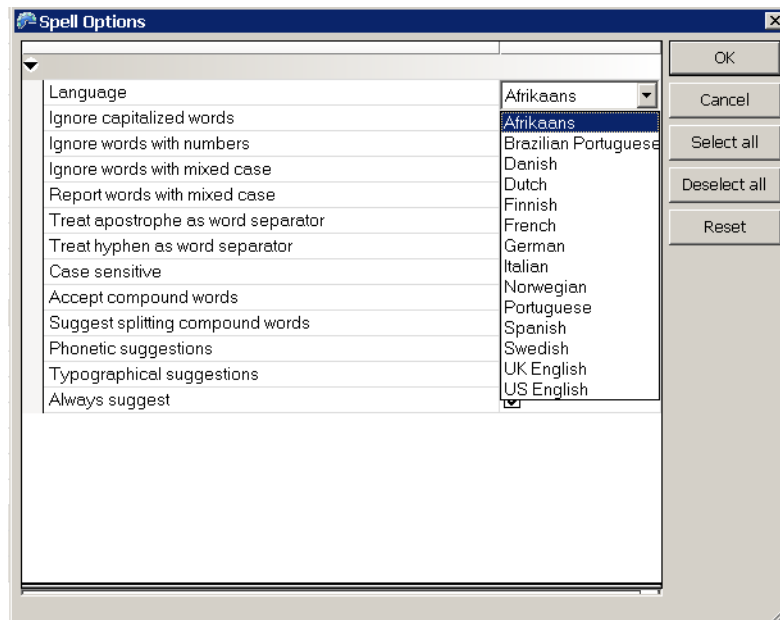 Spell Options
OK
Cancel
Select all
Deselect all
Reset
Language
Afrikaans
Ignore capitalized words
Ignore words with numbers
Ignore words with mixed case
Report words with mixed case
Treat apostrophe as word separator
Treat hyphen as word separator
Case sensitive
Accept compound words
Suggest splitting compound words
Phonetic suggestions
Typographical suggestions
Always suggest
Afrikaans
Brazilian Portuguese
Danish
Dutch
Finnish
French
German
Italian
Norwegian
Portuguese
Spanish
Swedish
UK English
US English